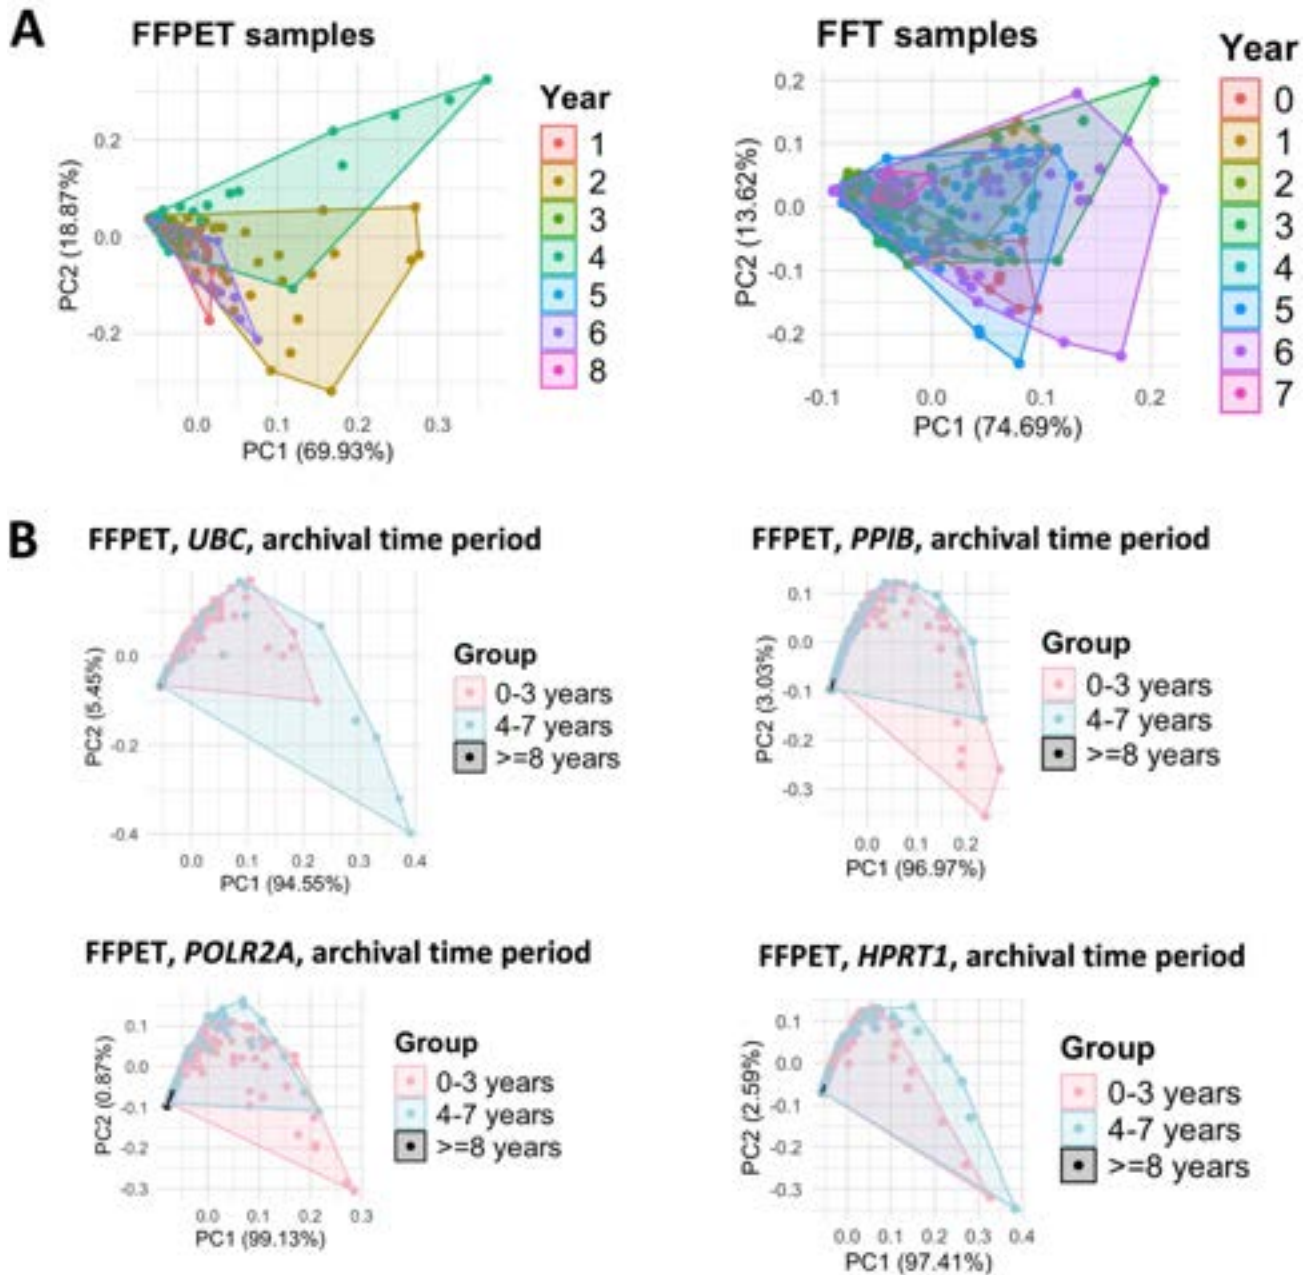 A
FFPET samples
FFT samples
Year
1
2
3
4
5
6
8
Year
0
1
2
3
4
5
6
7
0.2
0.0
-0.2
PC2 (18.87%)
0.0
0.1
0.2
0.3
PC1 (69.93%)
0.2
0.1
0.0
-0.1
-0.2
PC2 (13.62%)
-0.1
0.0
0.1
0.2
PC1 (74.69%)
B
FFPET, UBC, archival time period
0.0
-0.2
-0.4
PC2 (5.45%)
0.0
0.1
0.2
0.3
0.4
PC1 (94.55%)
Group
0-3 years
4-7 years
>=8 years
FFPET, PPIB, archival time period
0.1
0.0
-0.1
-0.2
-0.3
PC2 (3.03%)
0.0
0.1
0.2
PC1 (96.97%)
Group
0-3 years
4-7 years
>=8 years
FFPET, POLR2A, archival time period
0.1
0.0
-0.1
-0.2
-0.3
PC2 (0.87%)
0.0
0.1
0.2
0.3
PC1 (99.13%)
Group
0-3 years
4-7 years
>=8 years
FFPET, HPRT1, archival time period
0.1
0.0
-0.1
-0.2
-0.3
PC2 (2.59%)
0.0
0.1
0.2
0.3
0.4
PC1 (97.41%)
Group
0-3 years
4-7 years
>=8 years